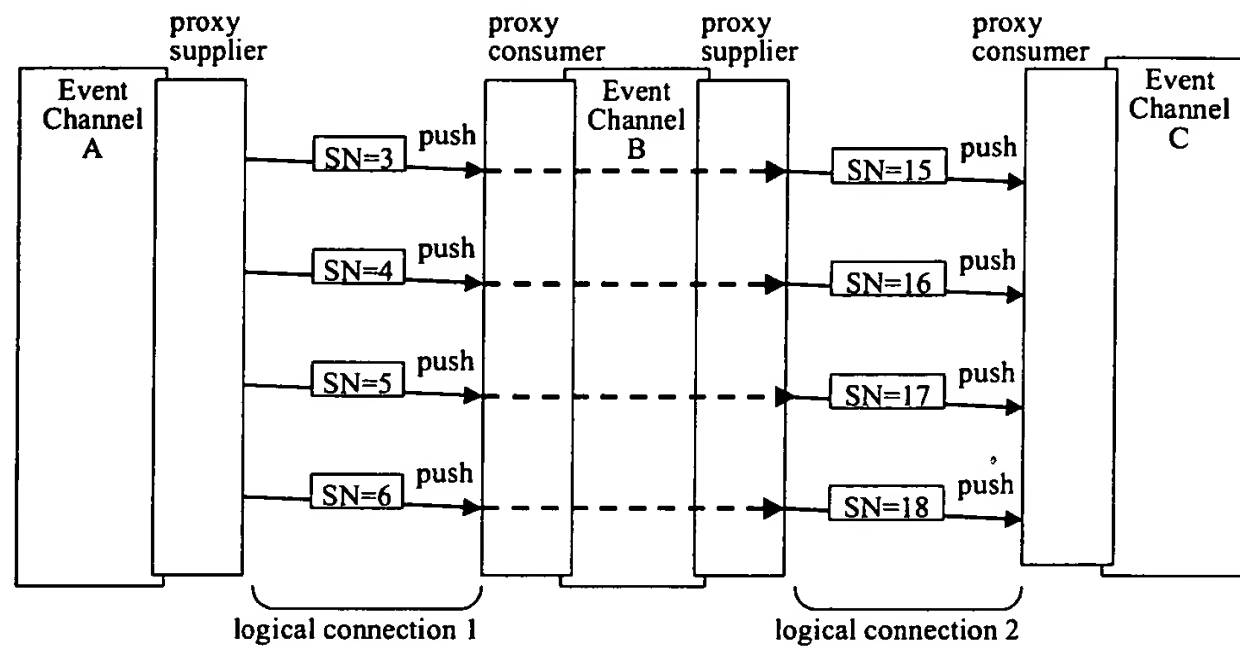 proxy
supplier
proxy
consumer
proxy
supplier
proxy
consumer
Event
Channel
A
Event
Channel
B
Event
Channel
C
SN=3
push
SN=15
push
SN=4
push
SN=16
push
SN=5
push
SN=17
push
SN=6
push
SN=18
push
logical connection 1
logical connection 2